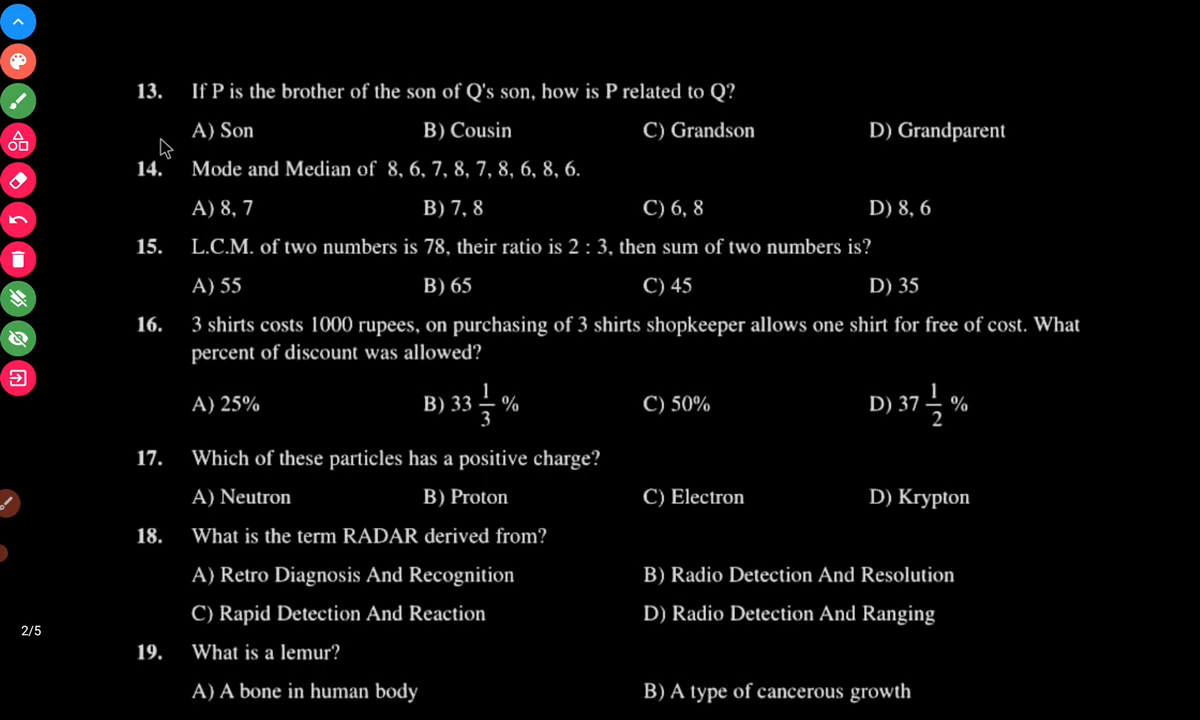 13. If P is the brother of the son of Q's son, how is P related to Q?
A) Son B) Cousin C) Grandson D) Grandparent
14. Mode and Median of 8, 6, 7, 8, 7, 8, 6, 8, 6.
A) 8, 7 B) 7, 8 C) 6, 8 D) 8, 6
15. L.C.M. of two numbers is 78, their ratio is 2 : 3, then sum of two numbers is?
A) 55 B) 65 C) 45 D) 35
16. 3 shirts costs 1000 rupees, on purchasing of 3 shirts shopkeeper allows one shirt for free of cost. What
percent of discount was allowed?
A) 25% B) 33 1/3 % C) 50% D) 37 1/2 %
17. Which of these particles has a positive charge?
A) Neutron B) Proton C) Electron D) Krypton
18. What is the term RADAR derived from?
A) Retro Diagnosis And Recognition B) Radio Detection And Resolution
C) Rapid Detection And Reaction D) Radio Detection And Ranging
2/5
19. What is a lemur?
A) A bone in human body B) A type of cancerous growth